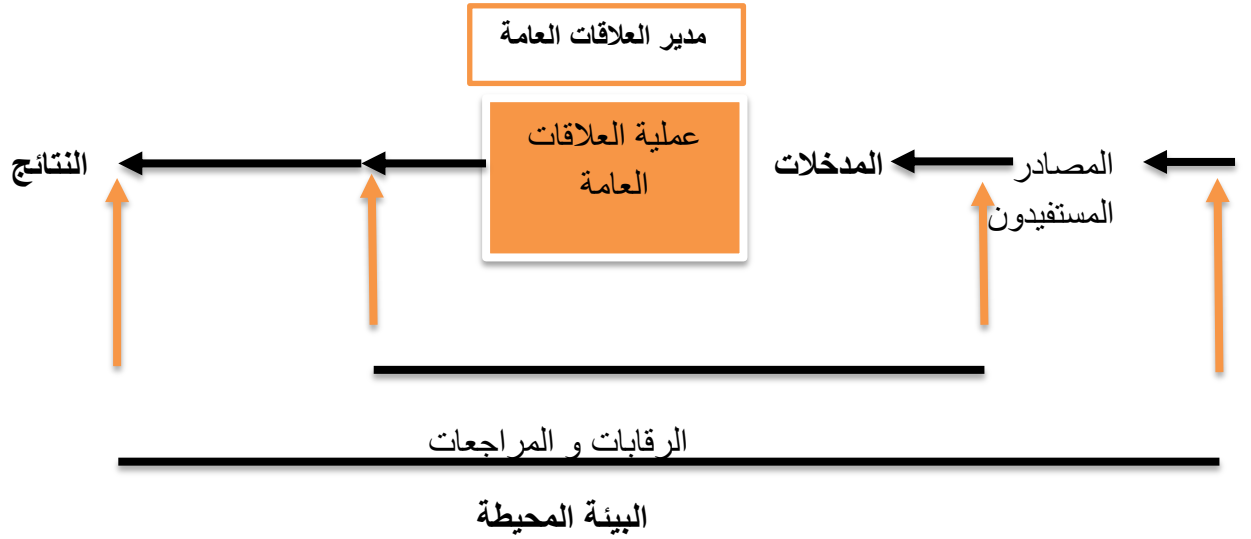 مدير العلاقات العامة
عملية العلاقات
العامة
المصادر
المستفيدون
المدخلات
النتائج
الرقابات و المراجعات
البيئة المحيطة